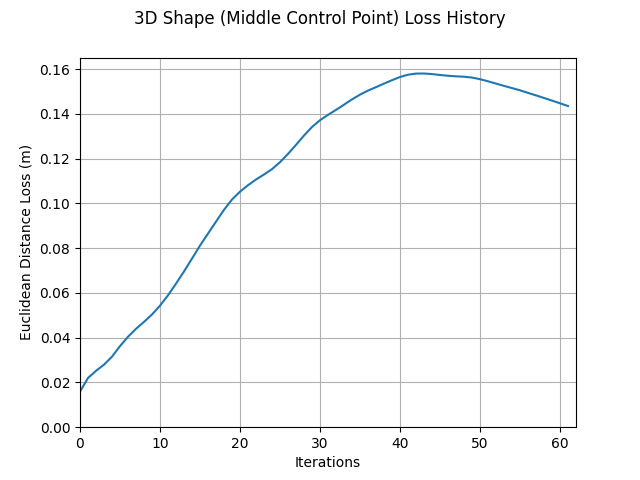 3D Shape (Middle Control Point) Loss History
Euclidean Distance Loss (m)
0.16
0.14
0.12
0.10
0.08
0.06
0.04
0.02
0.00
0 10 20 30 40 50 60
Iterations